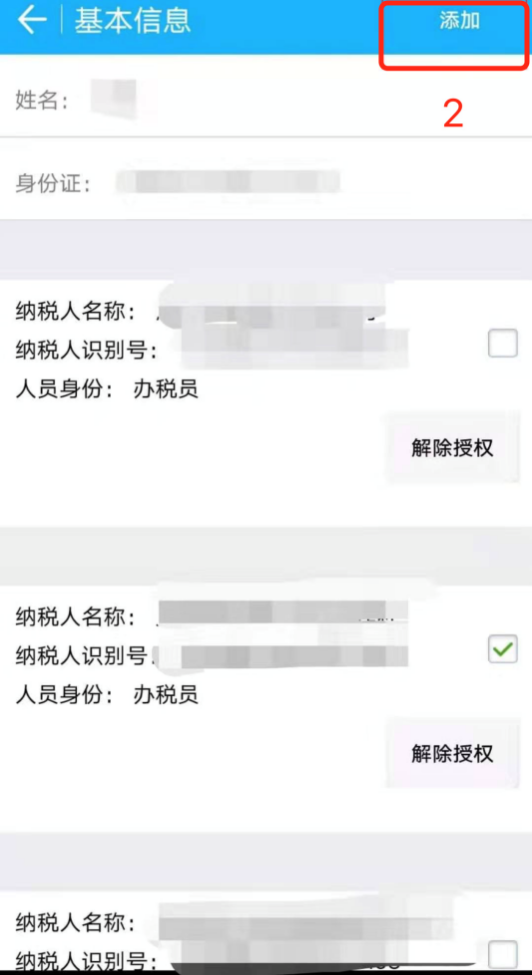 基本信息
添加
2
姓名：
身份证：
纳税人名称：
纳税人识别号：
人员身份： 办税员
解除授权
纳税人名称：
纳税人识别号
人员身份： 办税员
解除授权
纳税人名称：
纳税人识别号：